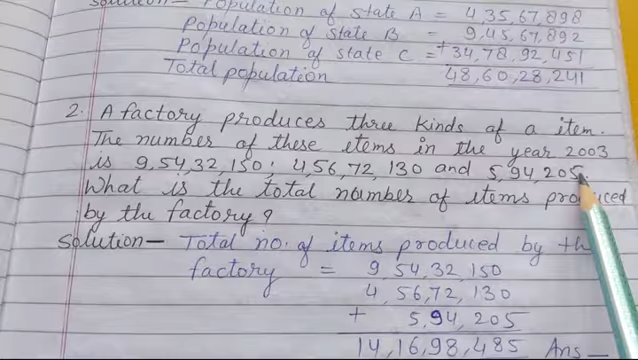 Solution - Population of state A = 4,35,67,898
Population of state B = 9,45,67,892
Population of state C = +34,78,92,451
Total population 48,60,28,241
2. A factory produces three kinds of a item.
The number of these items in the year 2003
is 9,54,32,150; 4,56,72,130 and 5,94,205.
What is the total number of items produced
by the factory?
Solution- Total no. of items produced by th
factory = 9,54,32,150
4,56,72,130
+ 5,94,205
14,16,98,485 Ans